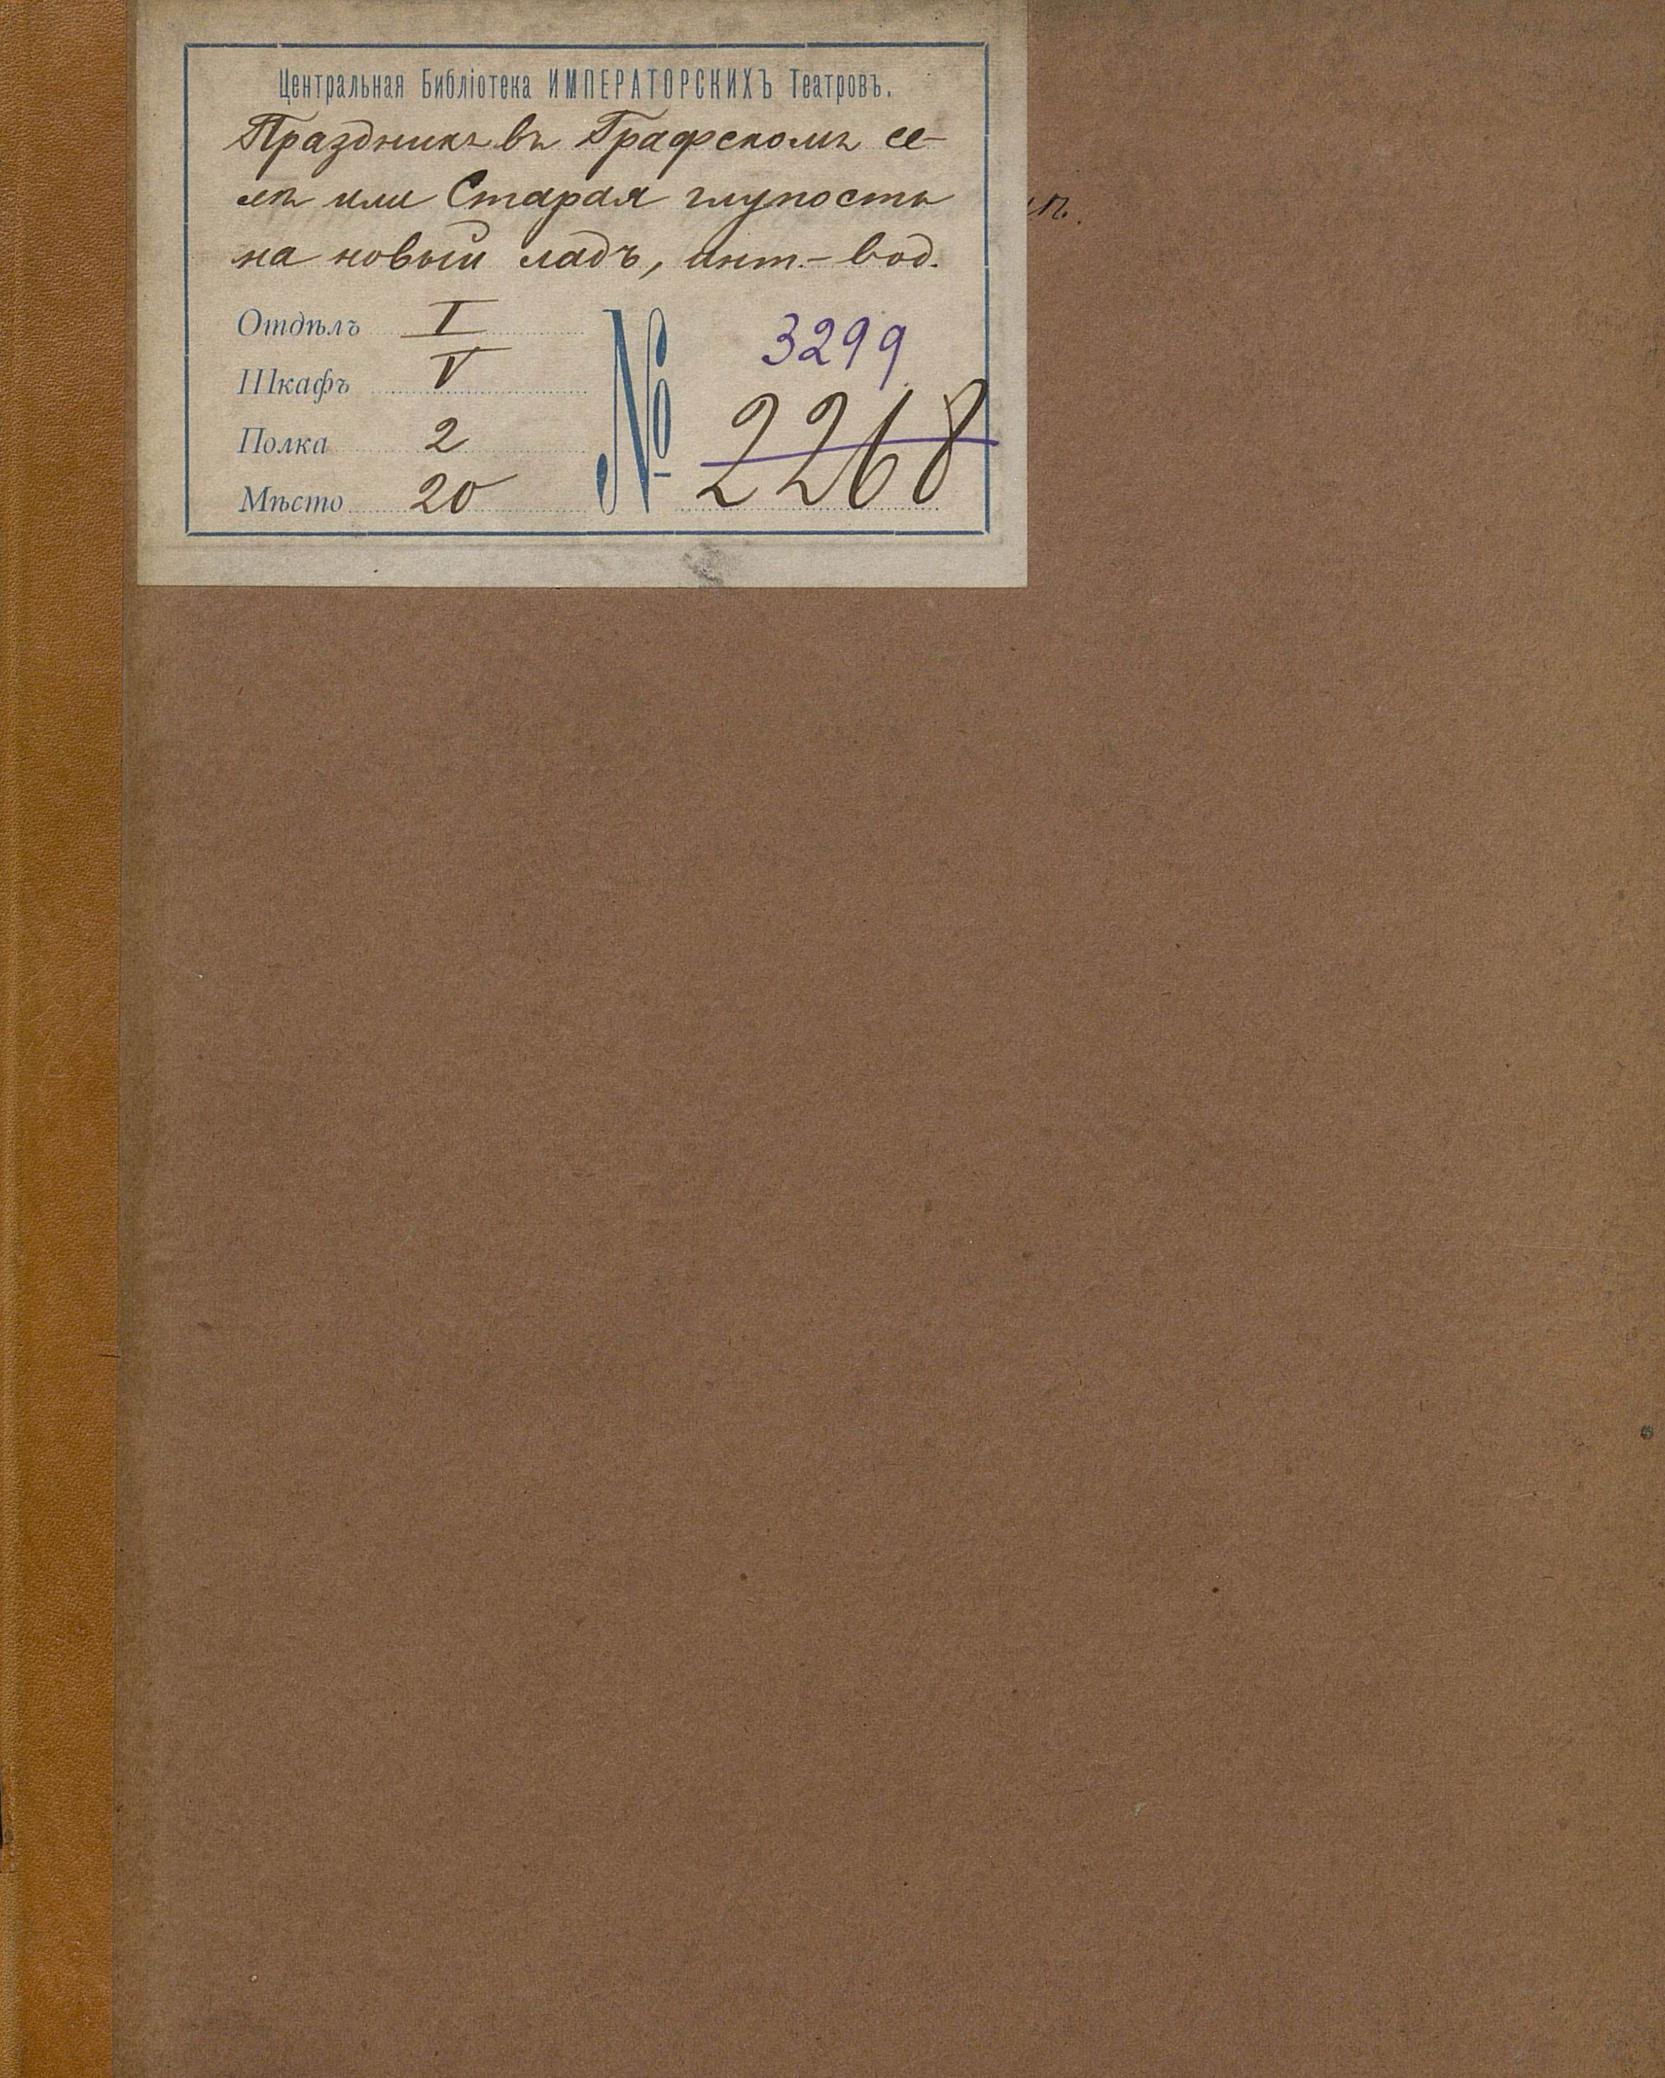 Центральная Библіотека ИМПЕРАТОРСКИХЪ Театровъ.
Праздникъ въ Графскомъ се-
лѣ или Старая глупость
на новый ладъ, инт.-вод.
Отдѣлъ I
Шкафъ V
Полка 2
Мѣсто 20
№ 3299
2268